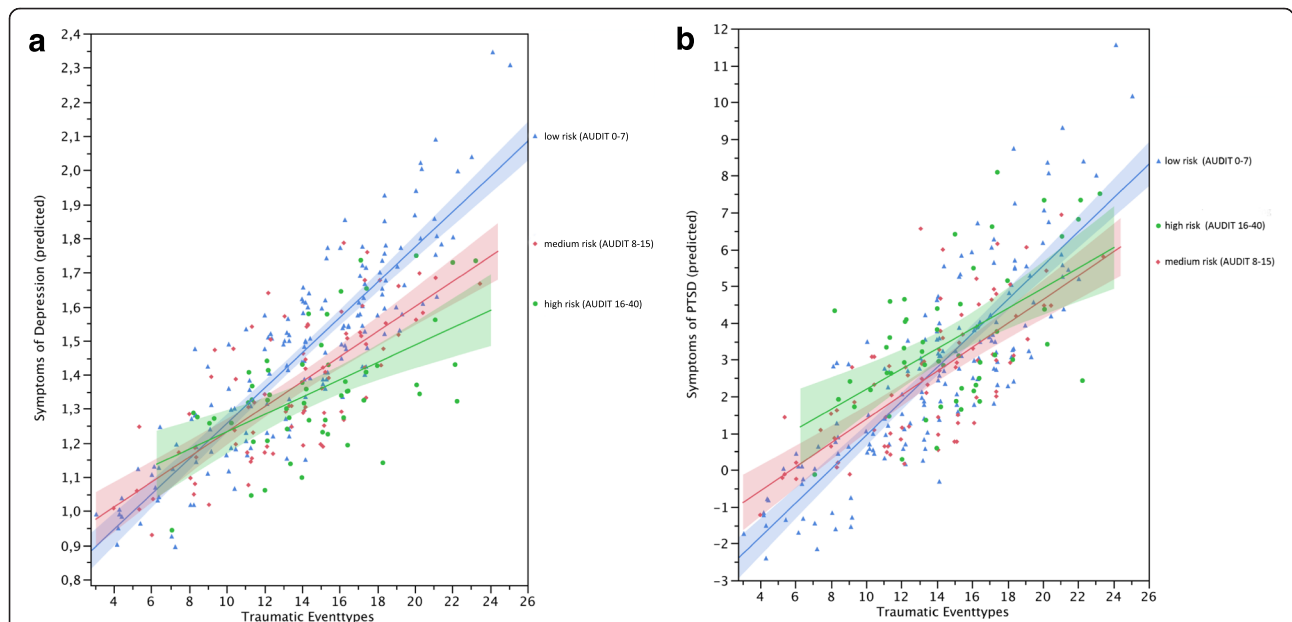 a
2,4
2,3
2,2
2,1
2,0
1,9
1,8
1,7
1,6
1,5
1,4
1,3
1,2
1,1
1,0
0,9
0,8
Symptoms of Depression (predicted)
4 6 8 10 12 14 16 18 20 22 24 26
Traumatic Eventtypes
low risk (AUDIT 0-7)
medium risk (AUDIT 8-15)
high risk (AUDIT 16-40)
b
12
11
10
9
8
7
6
5
4
3
2
1
0
-1
-2
-3
Symptoms of PTSD (predicted)
4 6 8 10 12 14 16 18 20 22 24 26
Traumatic Eventtypes
low risk (AUDIT 0-7)
high risk (AUDIT 16-40)
medium risk (AUDIT 8-15)